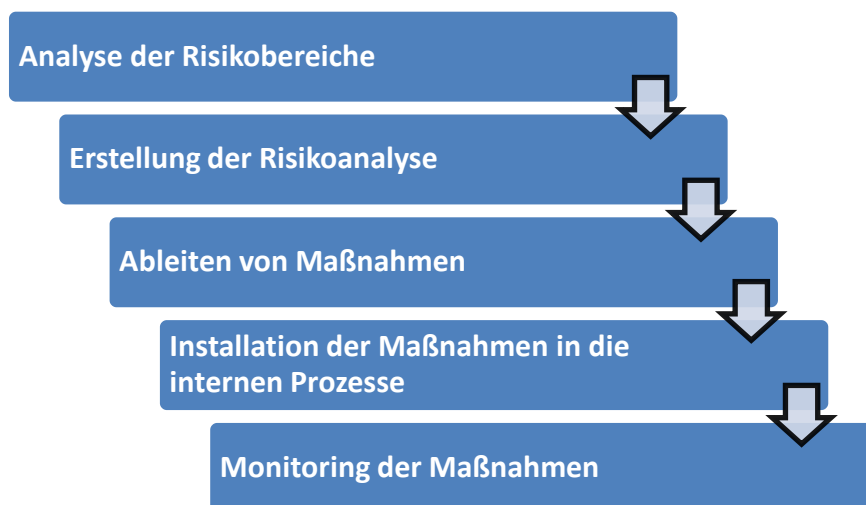 Analyse der Risikobereiche
Erstellung der Risikoanalyse
Ableiten von Maßnahmen
Installation der Maßnahmen in die
internen Prozesse
Monitoring der Maßnahmen